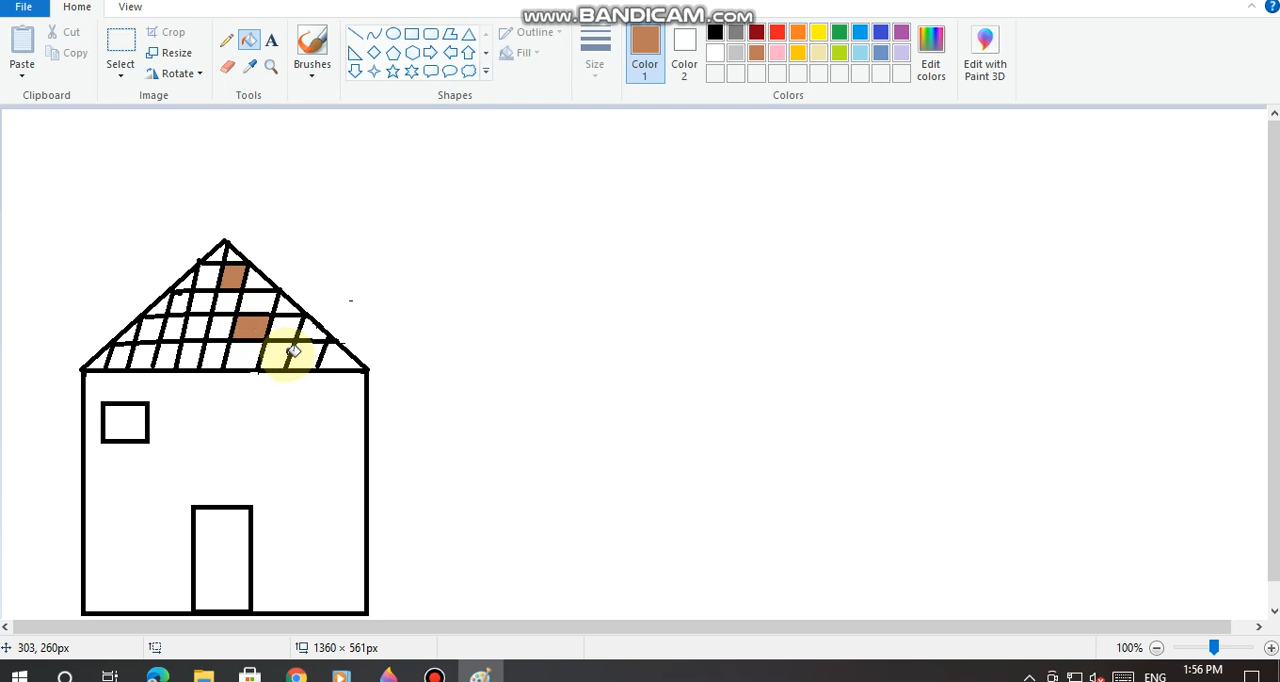 www.BANDICAM.com
File Home View
Paste
Cut
Copy
Clipboard
Select
Crop
Resize
Rotate
Image
A
Tools
Brushes
Outline
Fill
Shapes
Size
Color 1
Color 2
Edit colors
Colors
Edit with Paint 3D
303, 260px
1360 × 561px
100%
ENG
1:56 PM